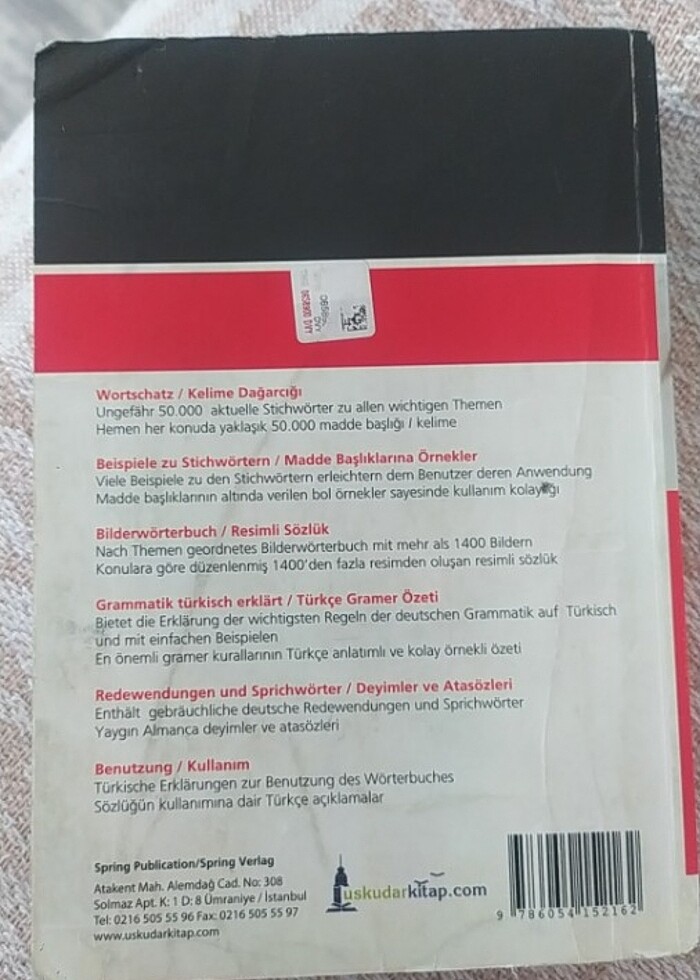 Wortschatz / Kelime Dağarcığı
Ungefähr 50.000 aktuelle Stichwörter zu allen wichtigen Themen
Hemen her konuda yaklaşık 50.000 madde başlığı / kelime
Beispiele zu Stichwörtern / Madde Başlıklarına Örnekler
Viele Beispiele zu den Stichwörtern erleichtern dem Benutzer deren Anwendung
Madde başlıklarının altında verilen bol örnekler sayesinde kullanım
Bilderwörterbuch / Resimli Sözlük
Nach Themen geordnetes Bilderwörterbuch mit mehr als 1400 Bildern
Konulara göre düzenlenmiş 1400'den fazla resimden oluşan resimli sözlük
Grammatik türkisch erklärt / Türkçe Gramer Özeti
Bietet die Erklärung der wichtigsten Regeln der deutschen Grammatik auf Türkisch
und mit einfachen Beispielen
En önemli gramer kurallarının Türkçe anlatımlı ve kolay örnekli özeti
Redewendungen und Sprichwörter / Deyimler ve Atasözleri
Enthält gebräuchliche deutsche Redewendungen und Sprichwörter
Yaygın Almanca deyimler ve atasözleri
Benutzung / Kullanım
Türkische Erklärungen zur Benutzung des Wörterbuches
Sözlüğün kullanımına dair Türkçe açıklamalar
Spring Publication/Spring Verlag
Atakent Mah. Alemdağ Cad. No: 308
Solmaz Apt. K: 1 D: 8 Ümraniye / İstanbul
Tel: 0216 505 55 96 Fax: 0216 505 55 97
www.uskudarkitap.com
uskudarkitap.com
9 786054 152162